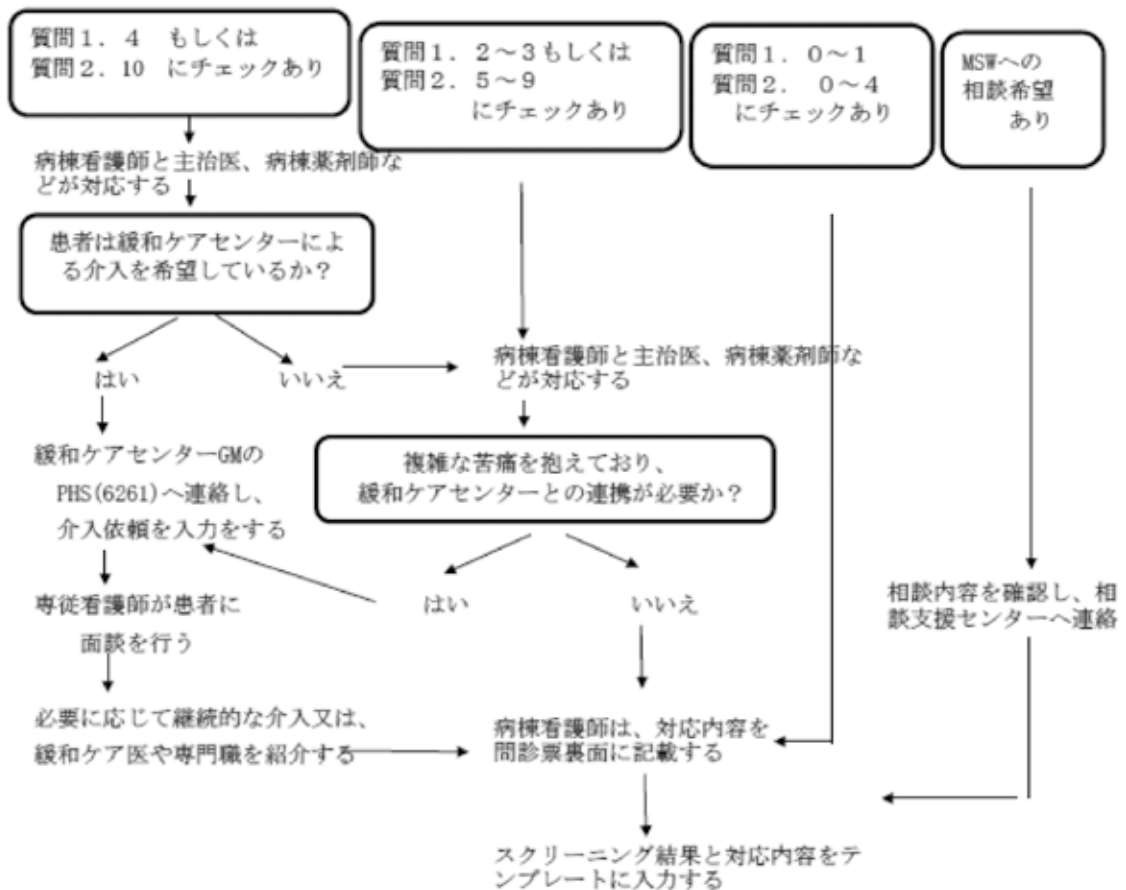 質問１．４　もしくは
質問２．10　にチェックあり
質問１．２～３もしくは
質問２．５～９
にチェックあり
質問１．０～１
質問２．　０～４
にチェックあり
MSWへの
相談希望
あり
病棟看護師と主治医、病棟薬剤師な
どが対応する
患者は緩和ケアセンターによ
る介入を希望しているか？
はい
いいえ
病棟看護師と主治医、病棟薬剤師な
どが対応する
緩和ケアセンターGMの
PHS(6261)へ連絡し、
介入依頼を入力をする
複雑な苦痛を抱えており、
緩和ケアセンターとの連携が必要か？
はい
いいえ
専従看護師が患者に
面談を行う
相談内容を確認し、相
談支援センターへ連絡
必要に応じて継続的な介入又は、
緩和ケア医や専門職を紹介する
病棟看護師は、対応内容を
問診票裏面に記載する
スクリーニング結果と対応内容をテ
ンプレートに入力する